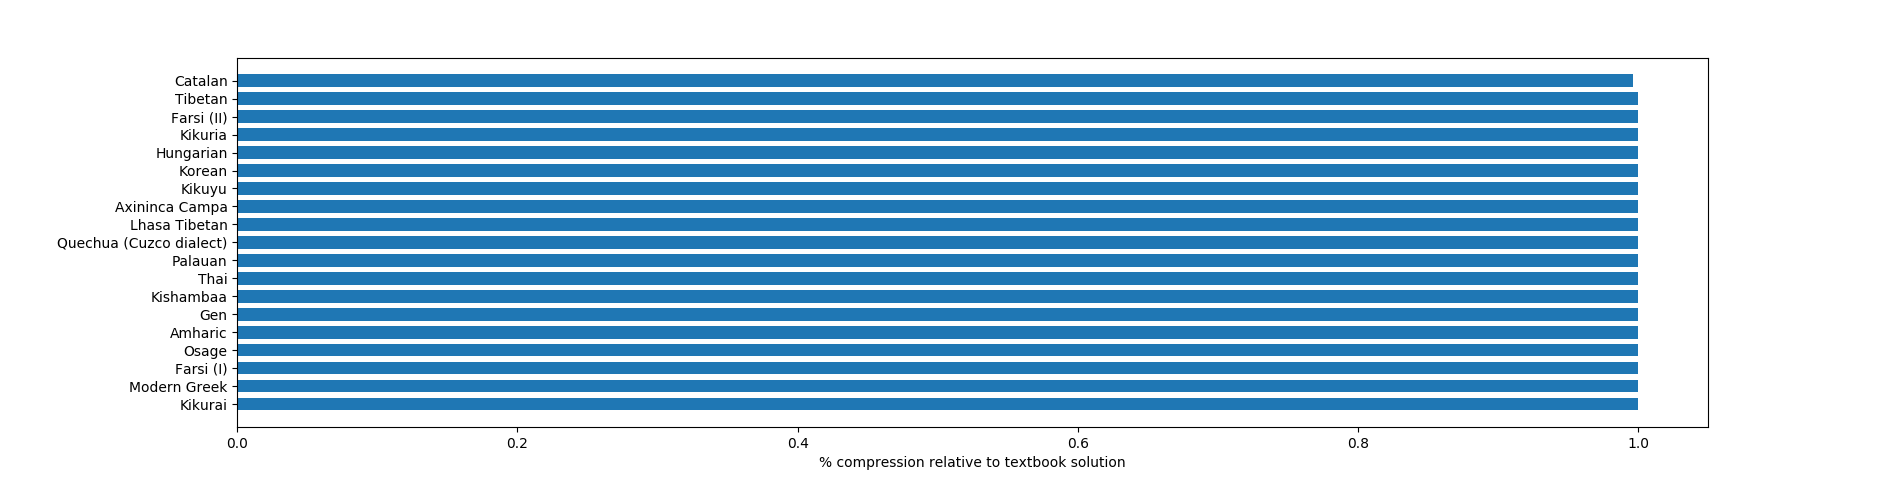 Catalan
Tibetan
Farsi (II)
Kikuria
Hungarian
Korean
Kikuyu
Axininca Campa
Lhasa Tibetan
Quechua (Cuzco dialect)
Palauan
Thai
Kishambaa
Gen
Amharic
Osage
Farsi (I)
Modern Greek
Kikurai
0.0 0.2 0.4 0.6 0.8 1.0
% compression relative to textbook solution